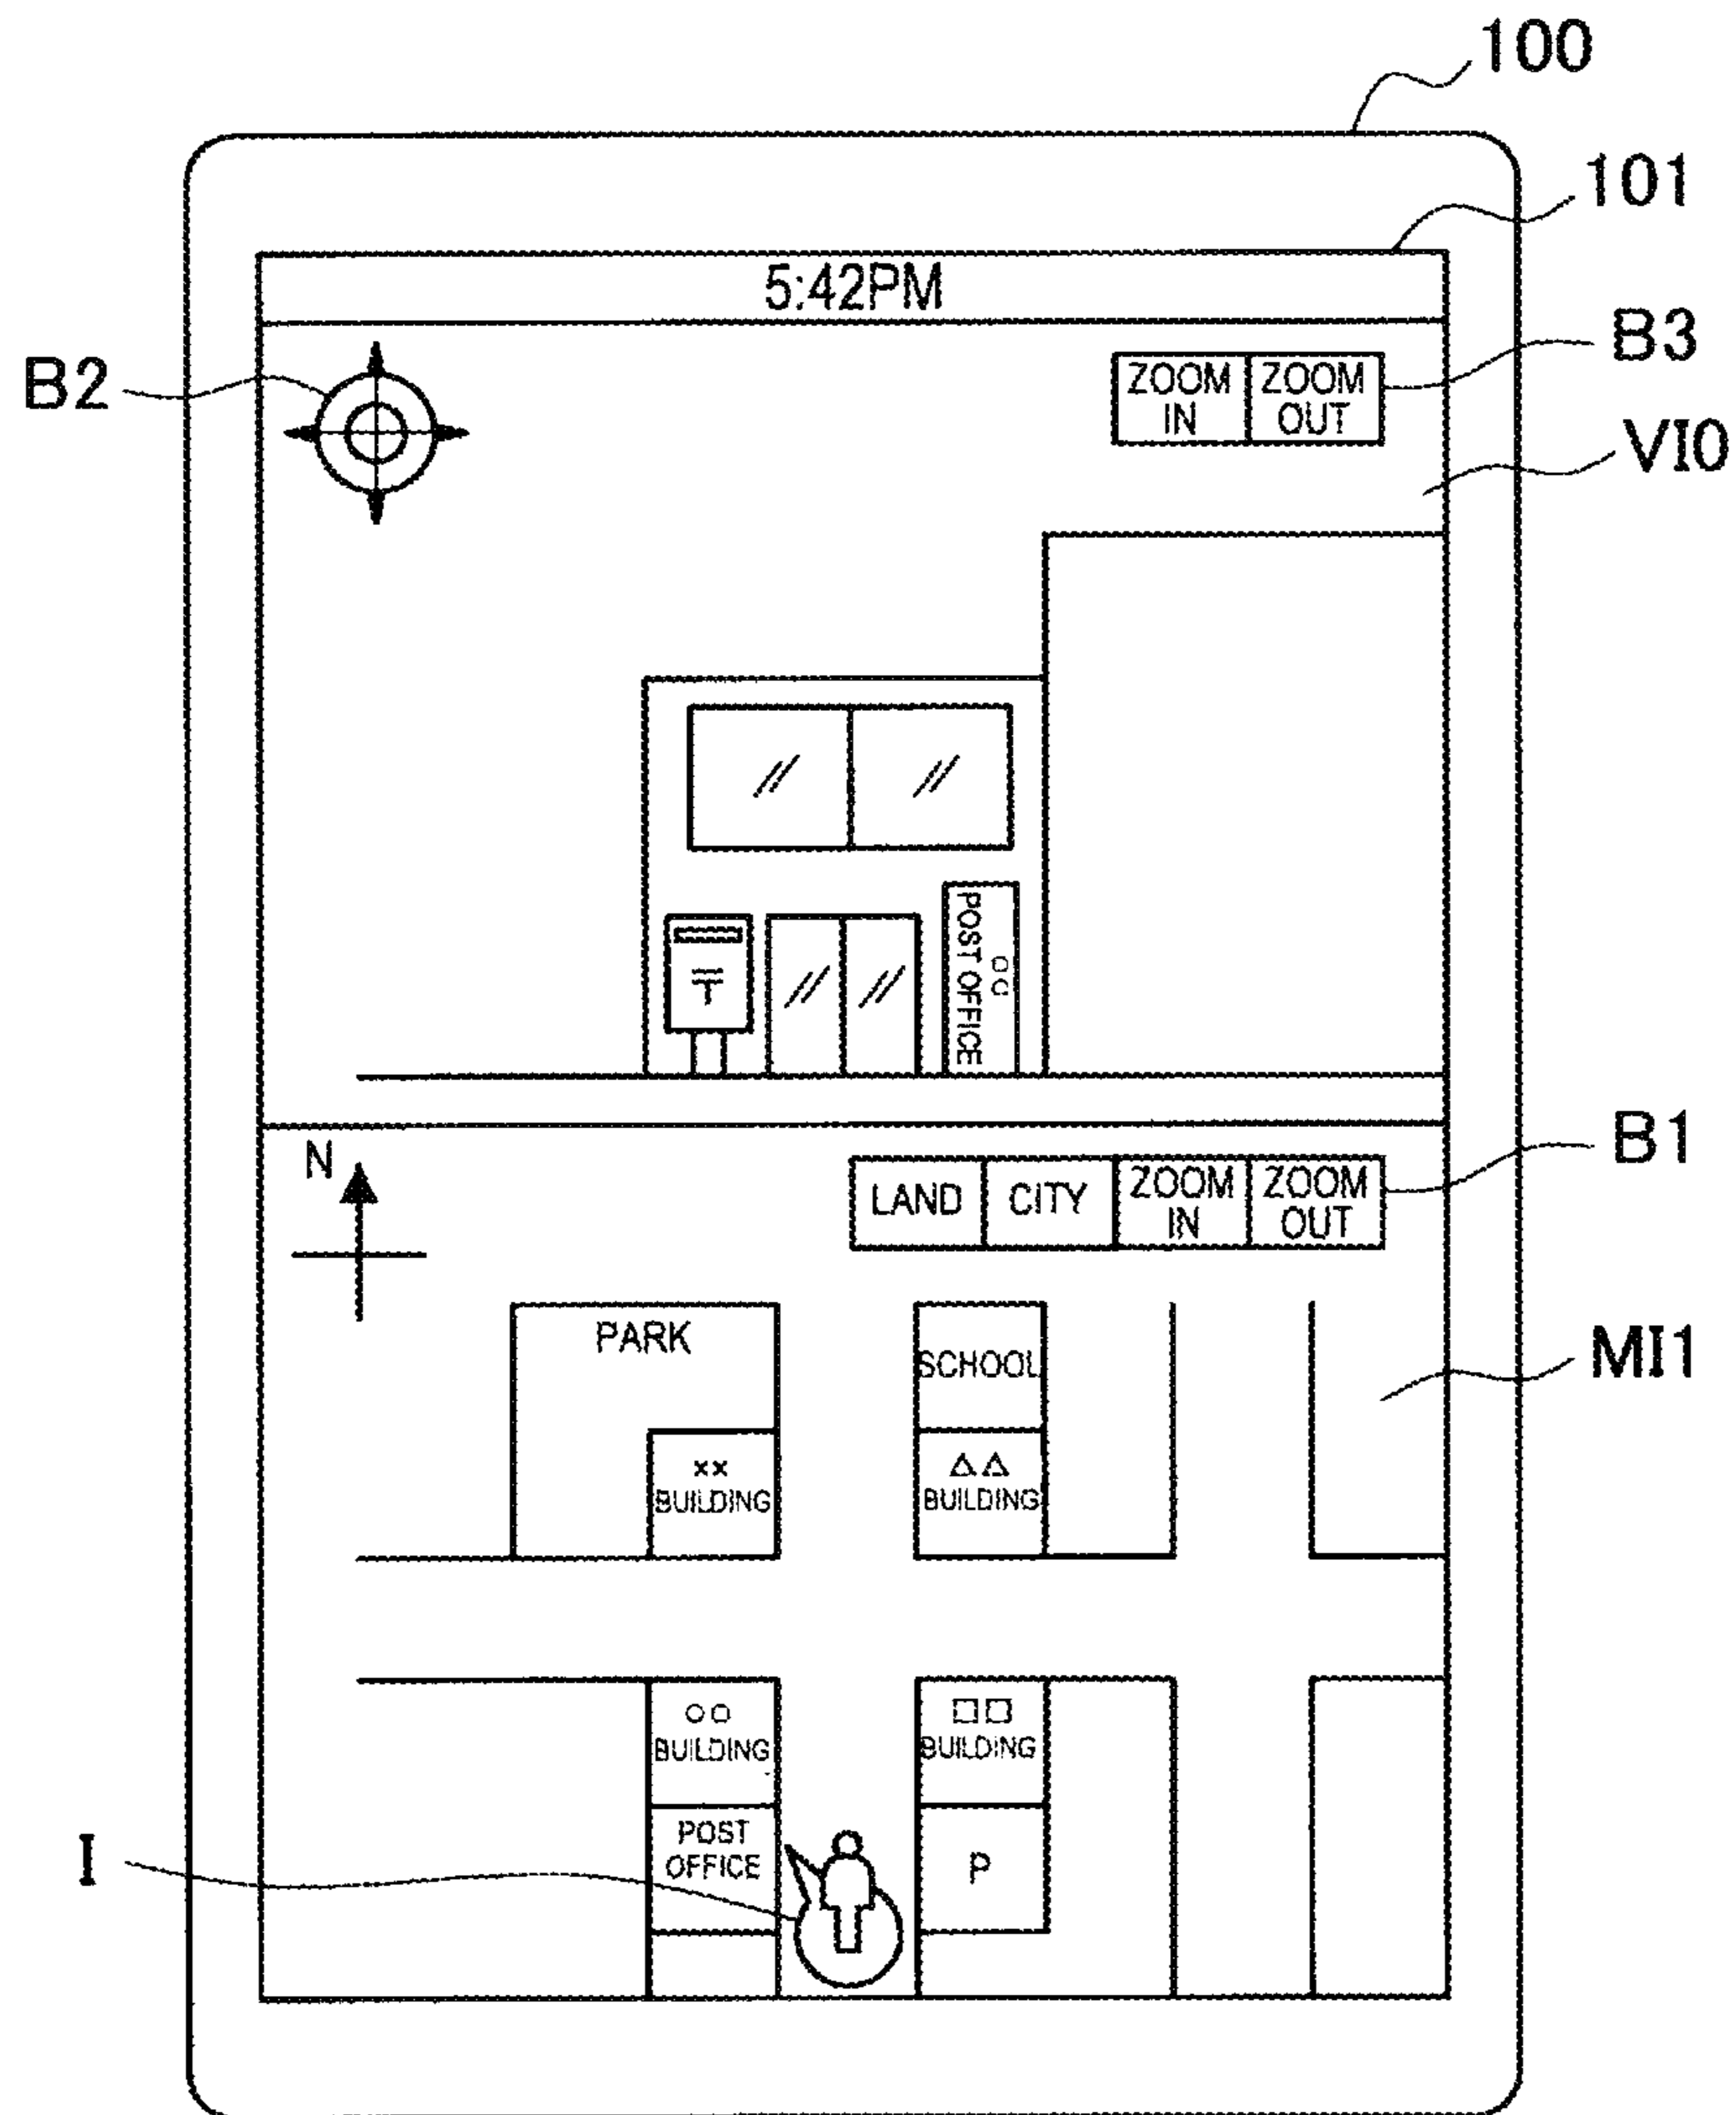 100
101
5:42PM
B2
ZOOM IN
ZOOM OUT
B3
VI0
〒
POST OFFICE
○○
N
LAND
CITY
ZOOM IN
ZOOM OUT
B1
PARK
SCHOOL
MI1
××
BUILDING
△△
BUILDING
○○
BUILDING
□□
BUILDING
POST
OFFICE
P
I